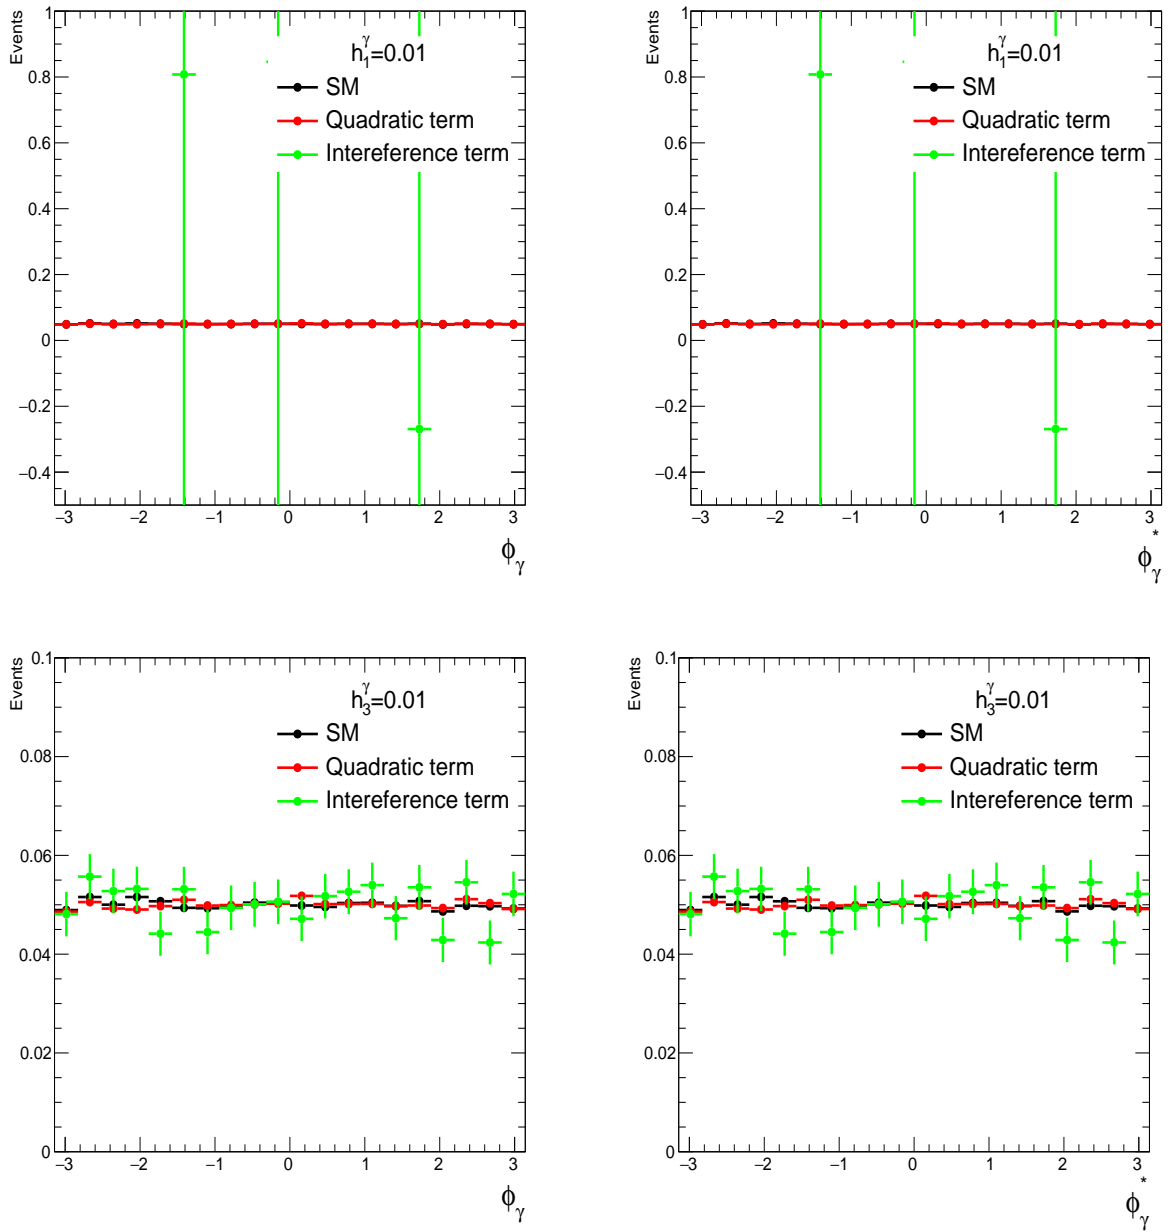 Events
h₁^γ=0.01
SM
Quadratic term
Intereference term
1
0.8
0.6
0.4
0.2
0
−0.2
−0.4
−3 −2 −1 0 1 2 3
ϕ_γ
Events
h₁^γ=0.01
SM
Quadratic term
Intereference term
1
0.8
0.6
0.4
0.2
0
−0.2
−0.4
−3 −2 −1 0 1 2 3
ϕ_γ^*
Events
h₃^γ=0.01
SM
Quadratic term
Intereference term
0.1
0.08
0.06
0.04
0.02
0
−3 −2 −1 0 1 2 3
ϕ_γ
Events
h₃^γ=0.01
SM
Quadratic term
Intereference term
0.1
0.08
0.06
0.04
0.02
0
−3 −2 −1 0 1 2 3
ϕ_γ^*